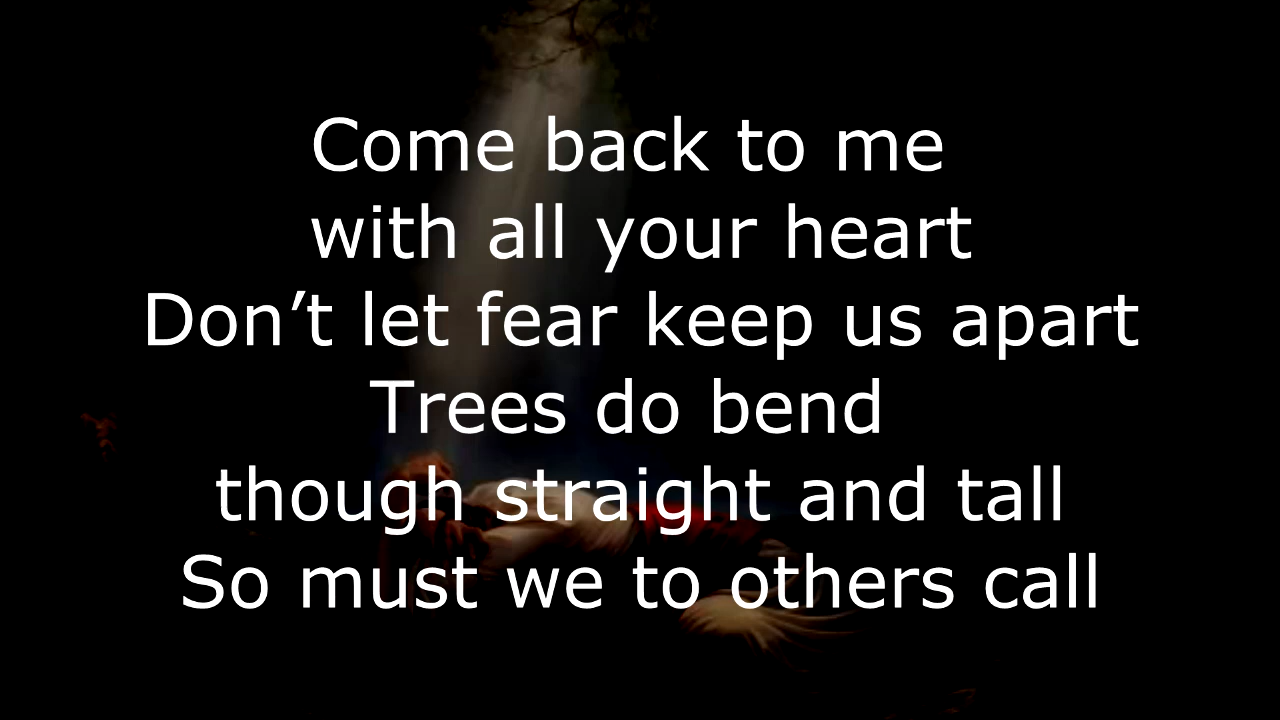 Come back to me
with all your heart
Don’t let fear keep us apart
Trees do bend
though straight and tall
So must we to others call